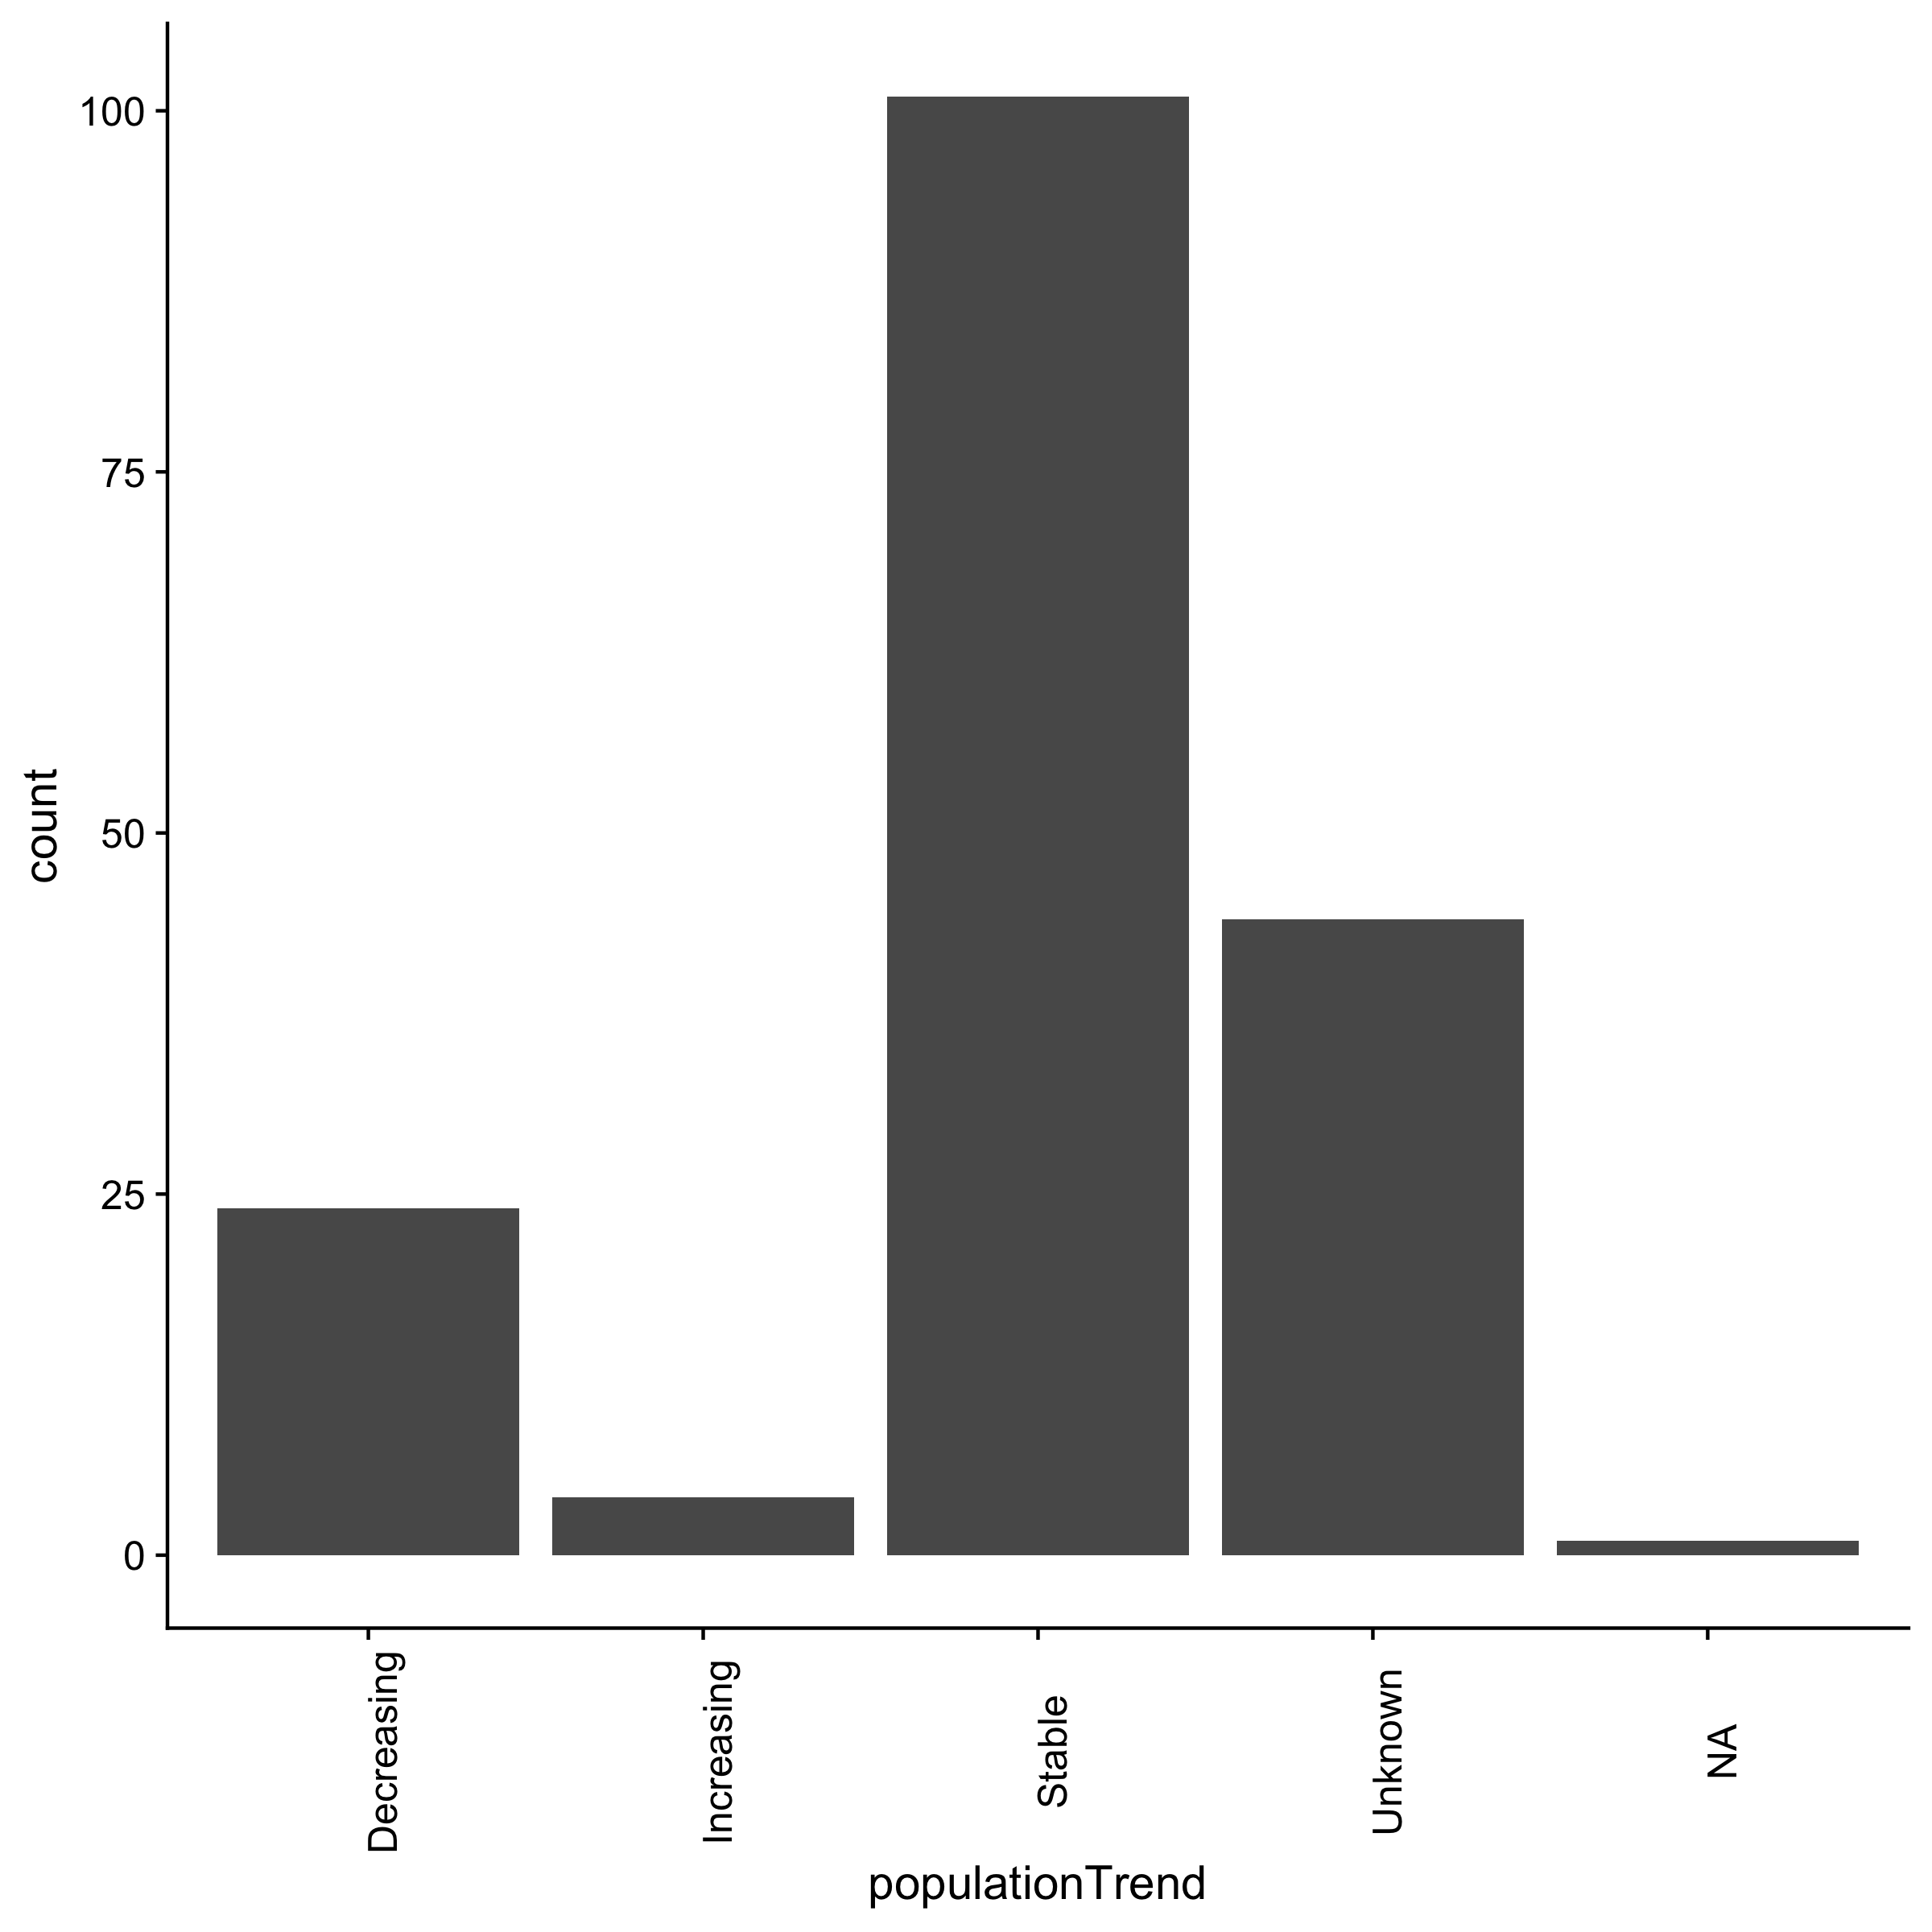 count
100
75
50
25
0
Decreasing
Increasing
Stable
Unknown
NA
populationTrend